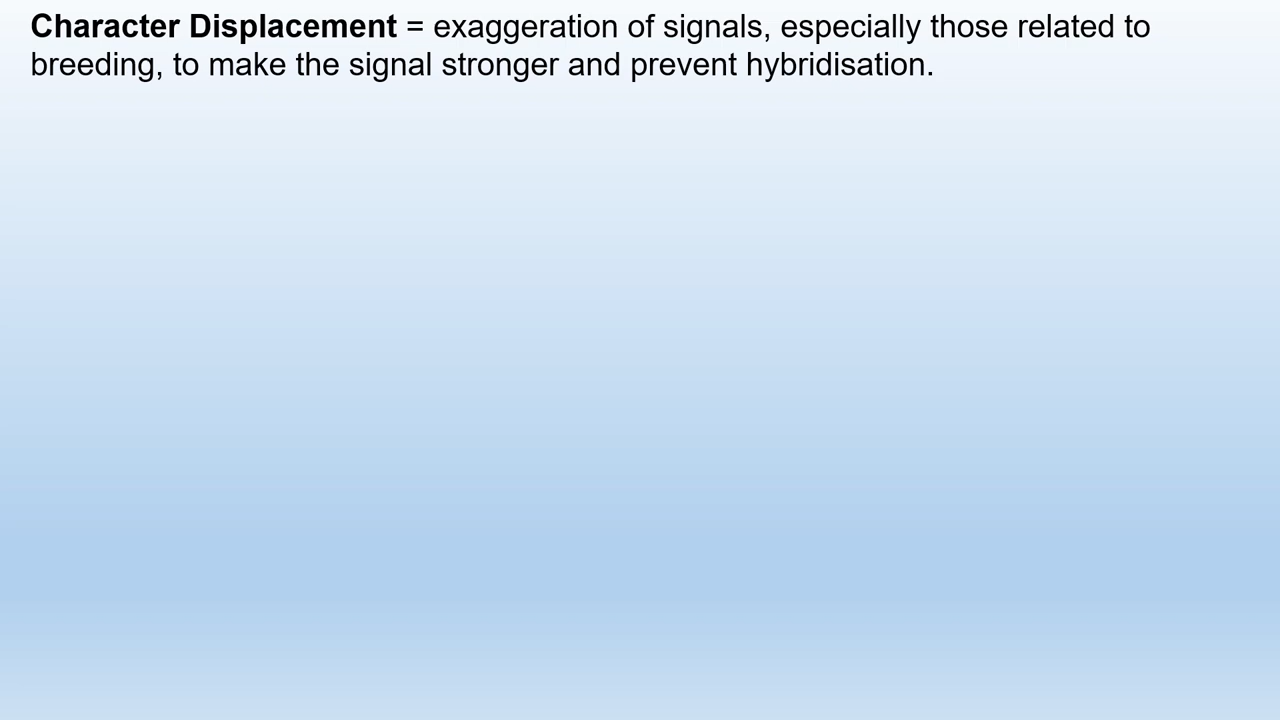 Character Displacement = exaggeration of signals, especially those related to
breeding, to make the signal stronger and prevent hybridisation.